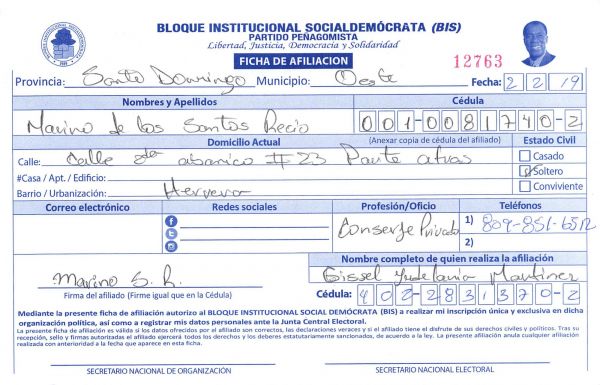 BLOQUE INSTITUCIONAL SOCIALDEMÓCRATA (BIS)
PARTIDO PEÑAGOMISTA
Libertad, Justicia, Democracia y Solidaridad
FICHA DE AFILIACION
12763
Provincia: Santo Domingo Municipio: Oeste Fecha: 2 2 19
Nombres y Apellidos Cédula
Marino de los Santos Recio 001-0081740-2
Domicilio Actual (Anexar copia de cédula del afiliado) Estado Civil
Calle: Calle abanico # 23 Parte atras Casado
#Casa / Apt. / Edificio: Soltero
Barrio / Urbanización: Herrera Conviviente
Correo electrónico Redes sociales Profesión/Oficio Teléfonos
Conserje Privado 1) 809-851-6512
2)
Nombre completo de quien realiza la afiliación
Marino S. R. Gissel Martinez
Firma del afiliado (Firme igual que en la Cédula) Cédula: 402-2831370-2
Mediante la presente ficha de afiliación autorizo al BLOQUE INSTITUCIONAL SOCIAL DEMÓCRATA (BIS) a realizar mi inscripción única y exclusiva en dicha
organización política, así como a registrar mis datos personales ante la Junta Central Electoral.
La presente ficha de afiliación es válida si los datos ofrecidos por el afiliado son correctos, las declaraciones veraces y si el afiliado tiene el disfrute de sus derechos civiles y políticos. Tras su
recepción, sello y firmas autorizadas el afiliado ejercerá todos los derechos y los deberes estatutariamente sancionados, de acuerdo a la ley. La presente afiliación anula cualquier afiliación
realizada con anterioridad a la fecha que aparece en esta ficha.
SECRETARIO NACIONAL DE ORGANIZACIÓN SECRETARIO NACIONAL ELECTORAL